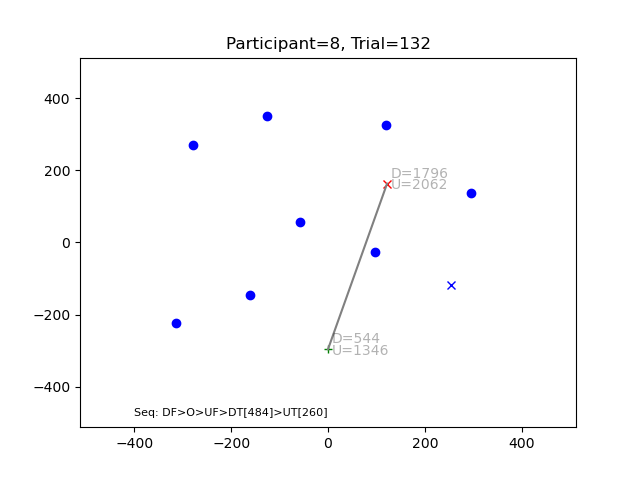 Participant=8, Trial=132
400
200
0
−200
−400
D=1796
U=2062
D=544
U=1346
Seq: DF>O>UF>DT[484]>UT[260]
−400
−200
0
200
400